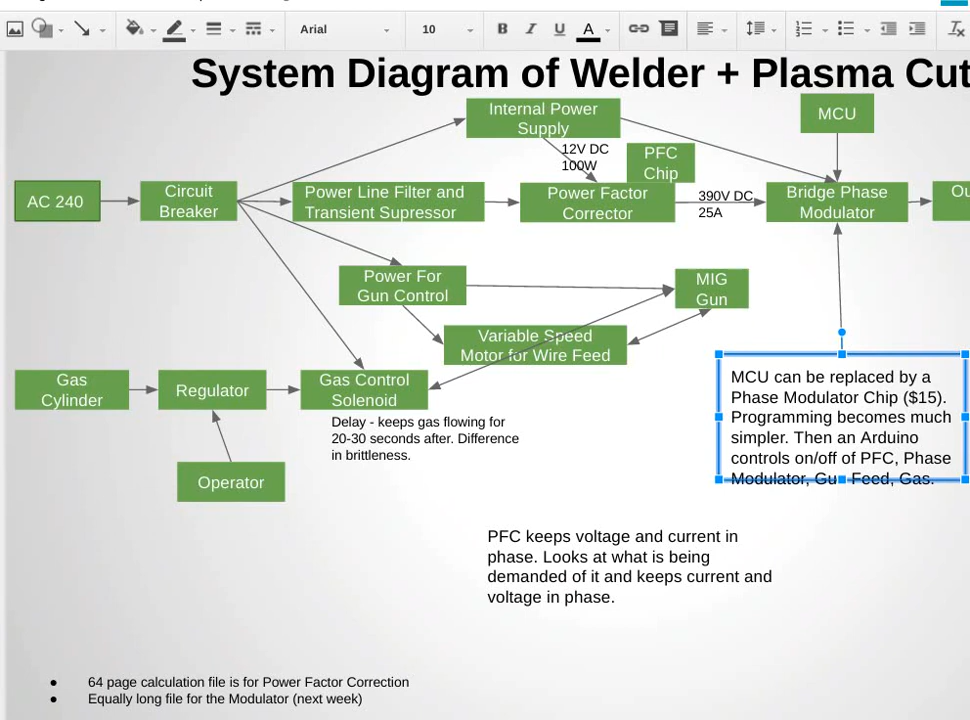 Arial
10
B I U A
System Diagram of Welder + Plasma Cut
Internal Power
Supply
MCU
12V DC
100W
PFC
Chip
AC 240
Circuit
Breaker
Power Line Filter and
Transient Supressor
Power Factor
Corrector
390V DC
25A
Bridge Phase
Modulator
Ou
Power For
Gun Control
MIG
Gun
Variable Speed
Motor for Wire Feed
Gas
Cylinder
Regulator
Gas Control
Solenoid
MCU can be replaced by a
Phase Modulator Chip ($15).
Programming becomes much
simpler. Then an Arduino
controls on/off of PFC, Phase
Modulator, Gun Feed, Gas.
Delay - keeps gas flowing for
20-30 seconds after. Difference
in brittleness.
Operator
PFC keeps voltage and current in
phase. Looks at what is being
demanded of it and keeps current and
voltage in phase.
● 64 page calculation file is for Power Factor Correction
● Equally long file for the Modulator (next week)